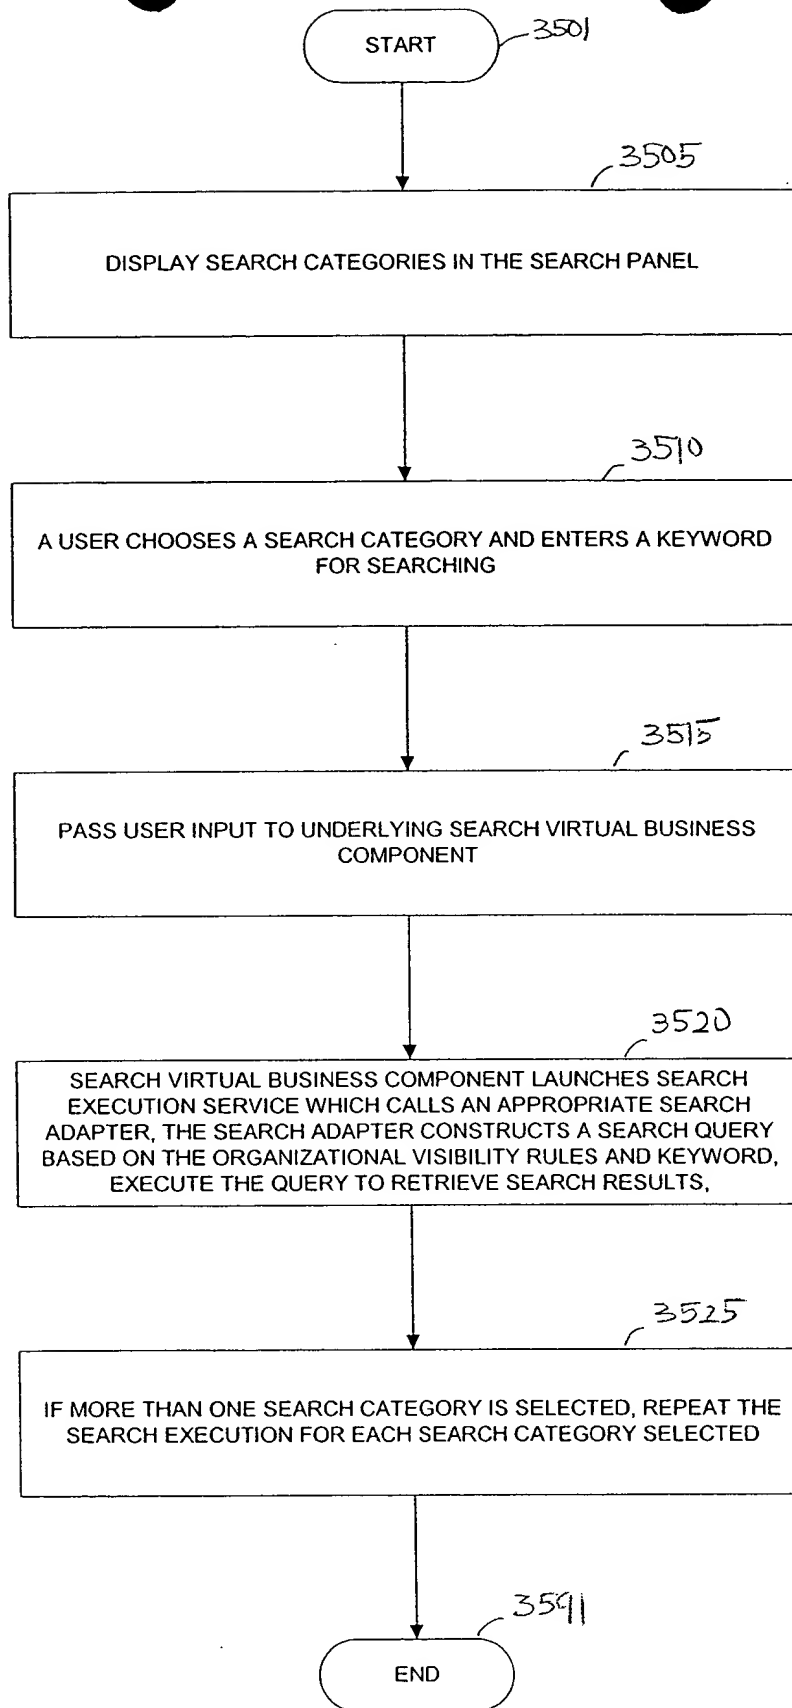 START
3501
3505
DISPLAY SEARCH CATEGORIES IN THE SEARCH PANEL
3510
A USER CHOOSES A SEARCH CATEGORY AND ENTERS A KEYWORD
FOR SEARCHING
3515
PASS USER INPUT TO UNDERLYING SEARCH VIRTUAL BUSINESS
COMPONENT
3520
SEARCH VIRTUAL BUSINESS COMPONENT LAUNCHES SEARCH
EXECUTION SERVICE WHICH CALLS AN APPROPRIATE SEARCH
ADAPTER, THE SEARCH ADAPTER CONSTRUCTS A SEARCH QUERY
BASED ON THE ORGANIZATIONAL VISIBILITY RULES AND KEYWORD,
EXECUTE THE QUERY TO RETRIEVE SEARCH RESULTS,
3525
IF MORE THAN ONE SEARCH CATEGORY IS SELECTED, REPEAT THE
SEARCH EXECUTION FOR EACH SEARCH CATEGORY SELECTED
3591
END